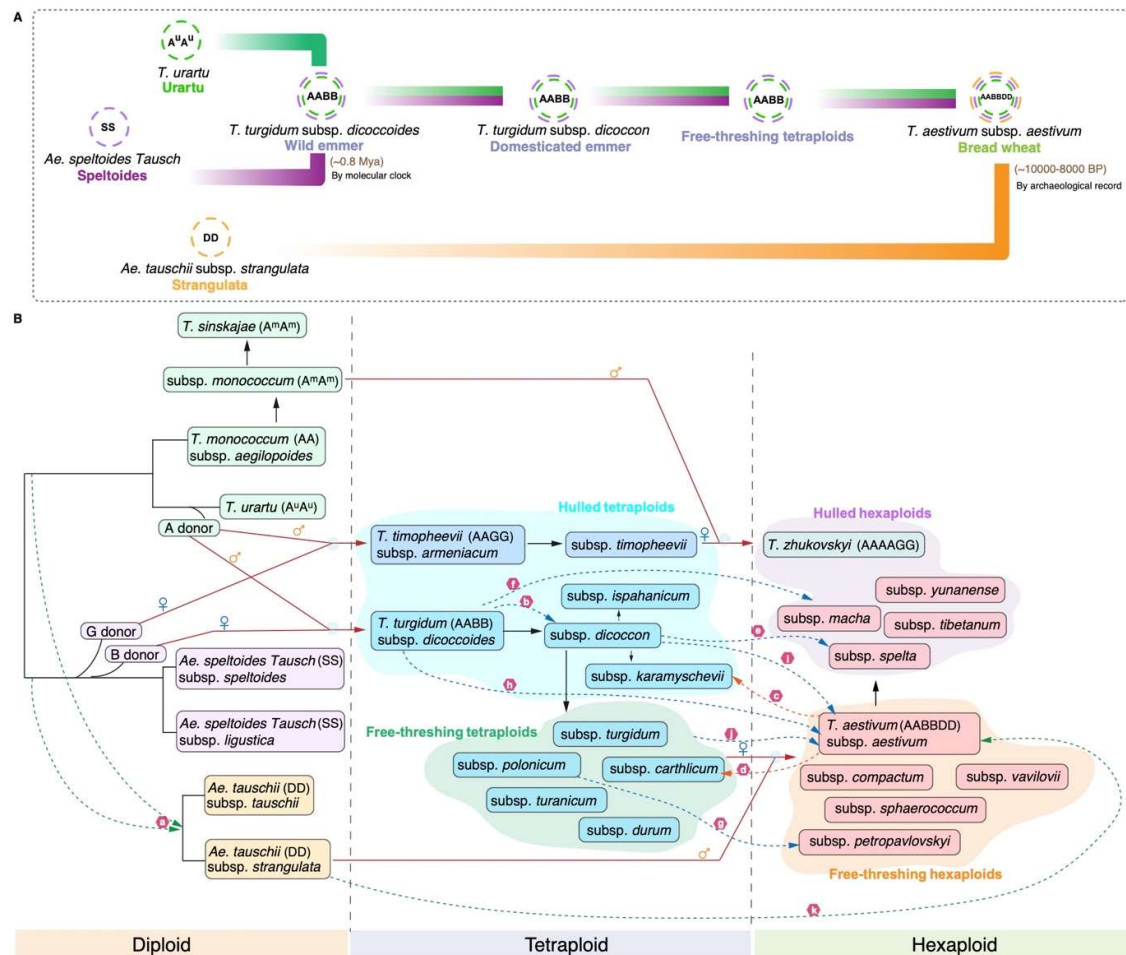 A
AᵘAᵘ
T. urartu
Urartu
SS
Ae. speltoides Tausch
Speltoides
AABB
T. turgidum subsp. dicoccoides
Wild emmer
(~0.8 Mya)
By molecular clock
AABB
T. turgidum subsp. dicoccon
Domesticated emmer
AABB
Free-threshing tetraploids
AABBDD
T. aestivum subsp. aestivum
Bread wheat
(~10000-8000 BP)
By archaeological record
DD
Ae. tauschii subsp. strangulata
Strangulata
B
T. sinskajae (AᵐAᵐ)
subsp. monococcum (AᵐAᵐ)
♂
T. monococcum (AA)
subsp. aegilopoides
T. urartu (AᵘAᵘ)
A donor
♂
♂
♀
♀
G donor
B donor
Ae. speltoides Tausch (SS)
subsp. speltoides
Ae. speltoides Tausch (SS)
subsp. ligustica
Ae. tauschii (DD)
subsp. tauschii
a
Ae. tauschii (DD)
subsp. strangulata
Hulled tetraploids
T. timopheevii (AAGG)
subsp. armeniacum
subsp. timopheevii
♀
f
b
subsp. ispahanicum
T. turgidum (AABB)
subsp. dicoccoides
subsp. dicoccon
h
subsp. karamyschevii
Free-threshing tetraploids
subsp. turgidum
j
♀
subsp. polonicum
subsp. carthlicum
d
subsp. turanicum
g
subsp. durum
♂
Hulled hexaploids
T. zhukovskyi (AAAAGG)
subsp. yunanense
subsp. macha
subsp. tibetanum
e
i
subsp. spelta
c
T. aestivum (AABBDD)
subsp. aestivum
subsp. compactum
subsp. vavilovii
subsp. sphaerococcum
subsp. petropavlovskyi
Free-threshing hexaploids
k
Diploid
Tetraploid
Hexaploid